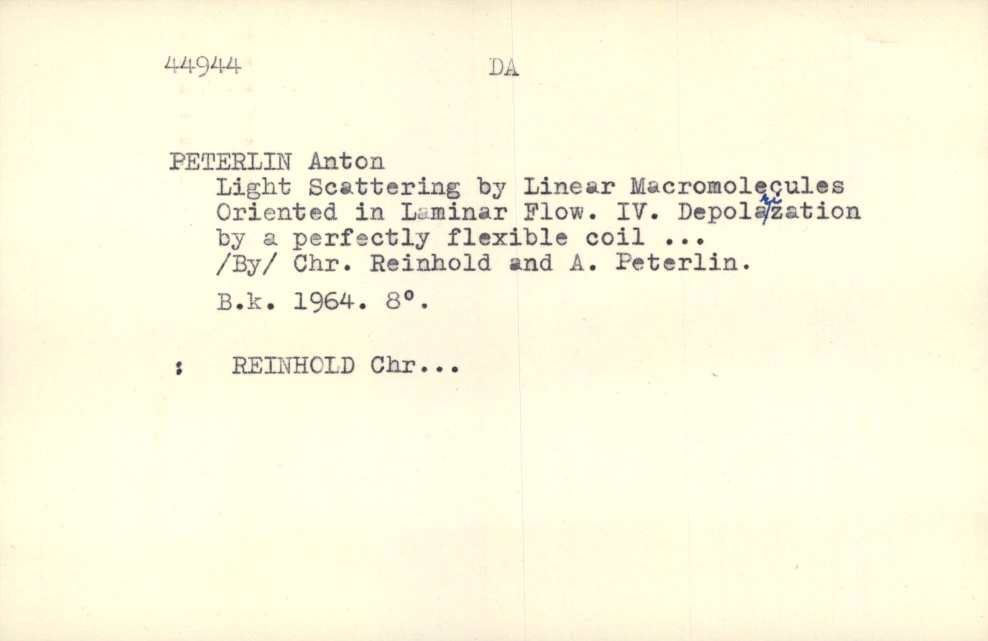 44944 DA
PETERLIN Anton
Light Scattering by Linear Macromolecules
Oriented in Laminar Flow. IV. Depolarization
by a perfectly flexible coil ...
/By/ Chr. Reinhold and A. Peterlin.
B.k. 1964. 8°.
: REINHOLD Chr...